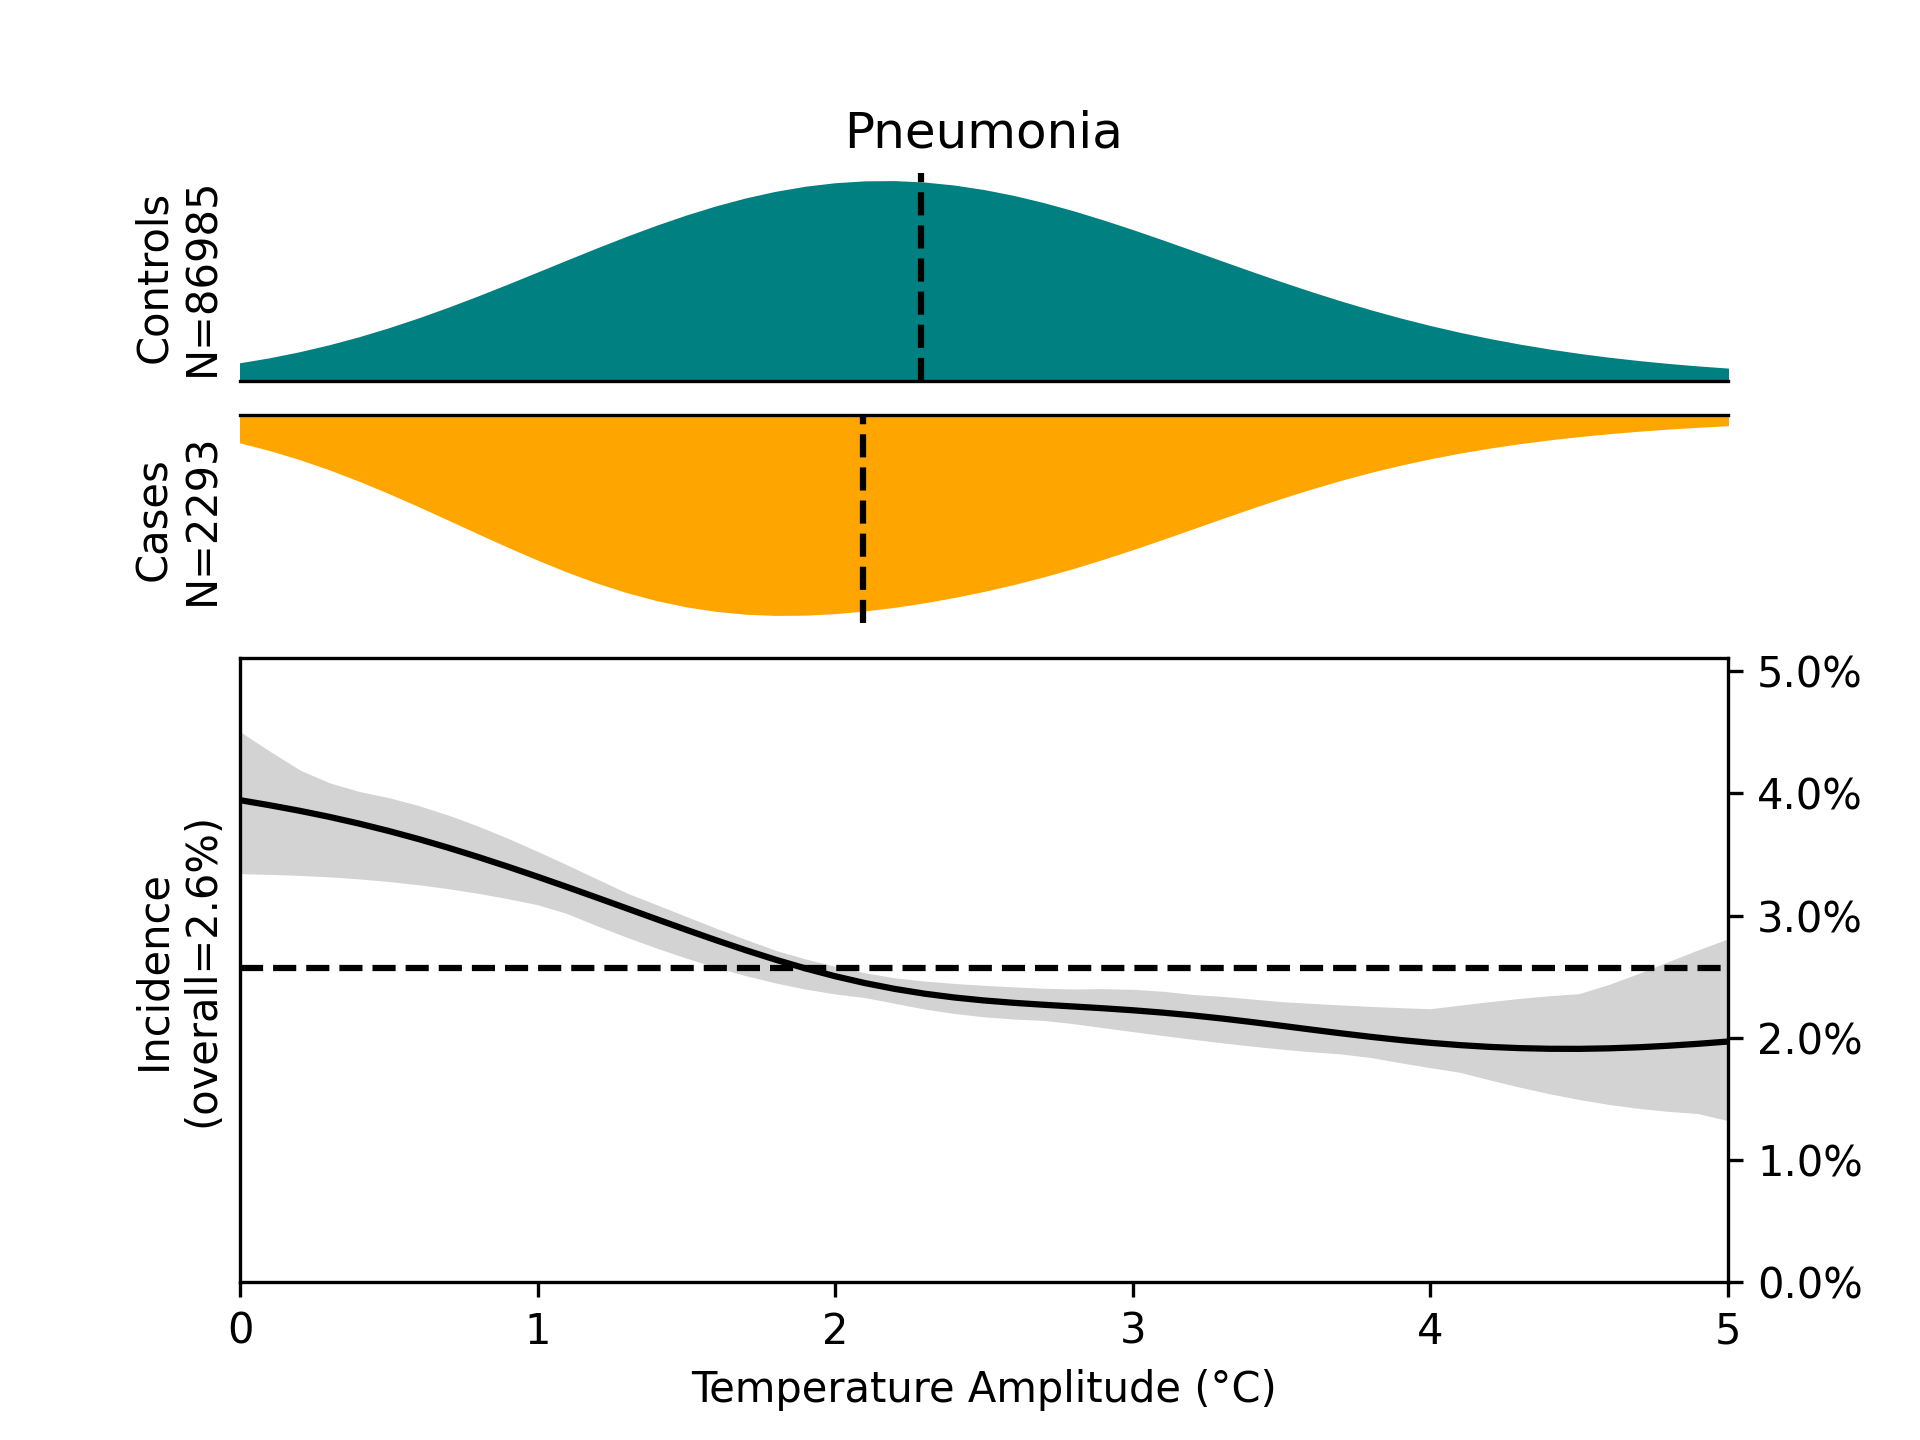 Pneumonia
Controls
N=86985
Cases
N=2293
Incidence
(overall=2.6%)
5.0%
4.0%
3.0%
2.0%
1.0%
0.0%
0 1 2 3 4 5
Temperature Amplitude (°C)